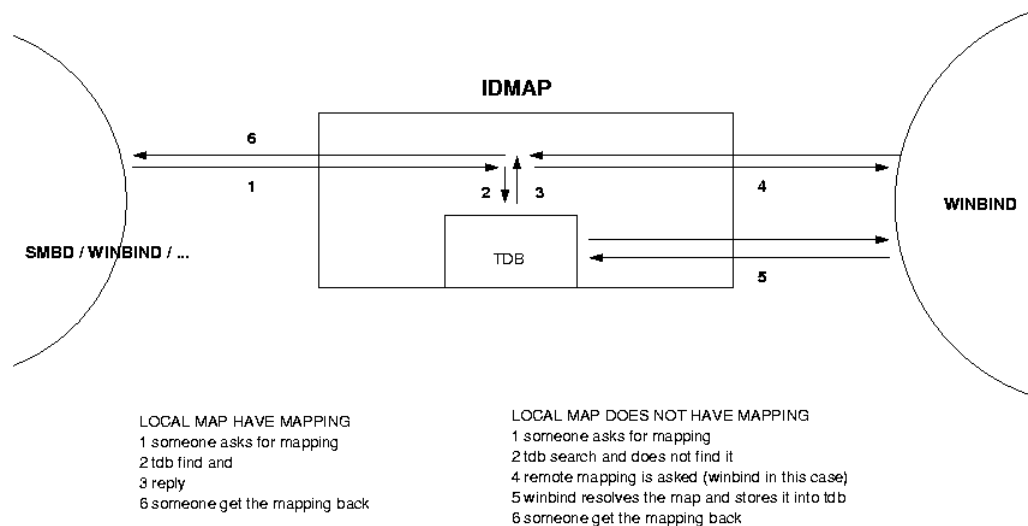 IDMAP
6
1
2
3
4
WINBIND
SMBD / WINBIND / ...
TDB
5
LOCAL MAP HAVE MAPPING
1 someone asks for mapping
2 tdb find and
3 reply
6 someone get the mapping back
LOCAL MAP DOES NOT HAVE MAPPING
1 someone asks for mapping
2 tdb search and does not find it
4 remote mapping is asked (winbind in this case)
5 winbind resolves the map and stores it into tdb
6 someone get the mapping back